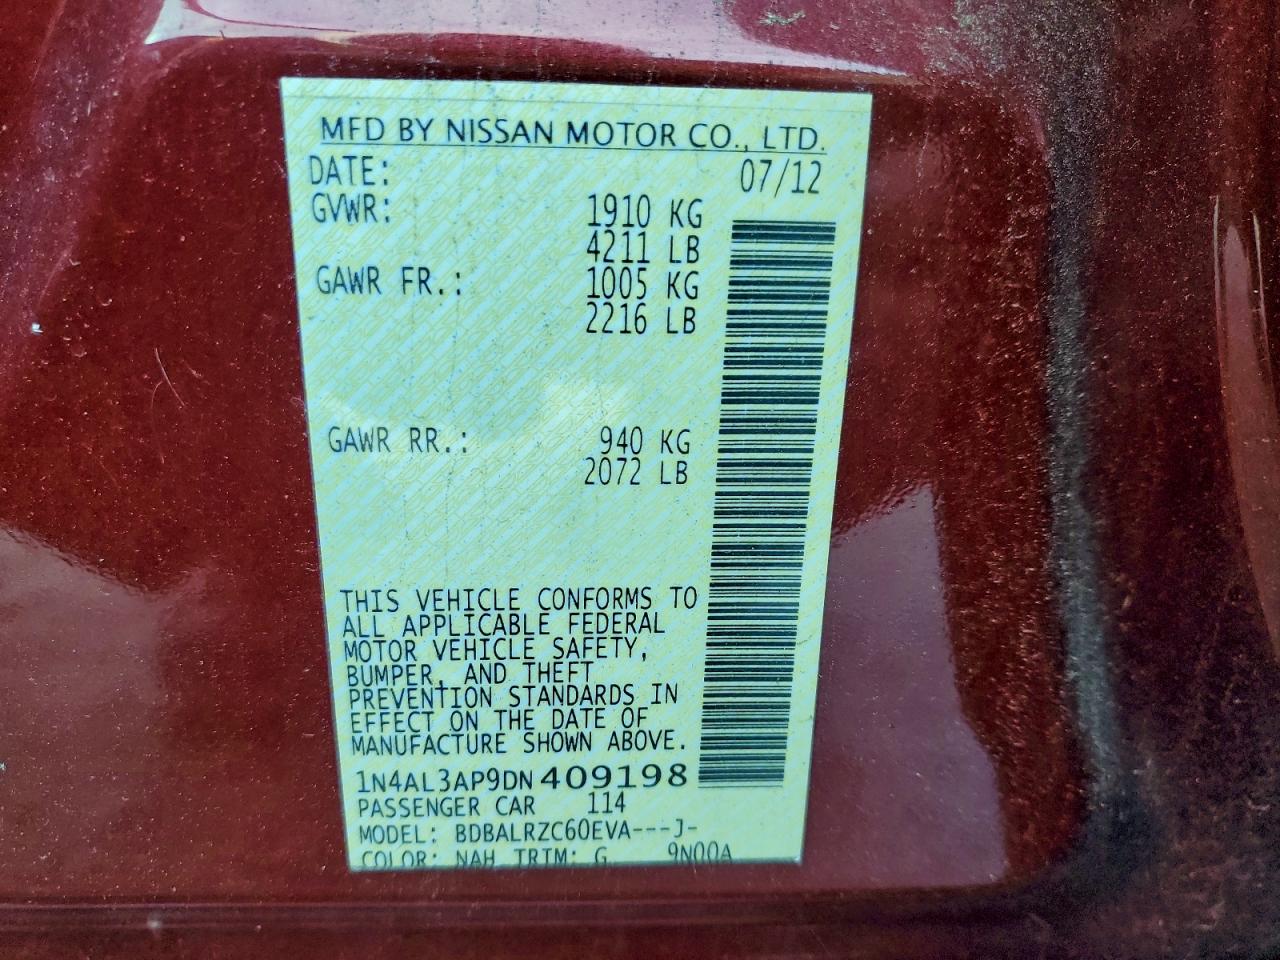 MFD BY NISSAN MOTOR CO., LTD.
DATE: 07/12
GVWR: 1910 KG
4211 LB
GAWR FR.: 1005 KG
2216 LB
GAWR RR.: 940 KG
2072 LB
THIS VEHICLE CONFORMS TO
ALL APPLICABLE FEDERAL
MOTOR VEHICLE SAFETY,
BUMPER, AND THEFT
PREVENTION STANDARDS IN
EFFECT ON THE DATE OF
MANUFACTURE SHOWN ABOVE.
1N4AL3AP9DN409198
PASSENGER CAR 114
MODEL: BDBALRZC60EVA---J-
COLOR: NAH TRIM: G 9N00A